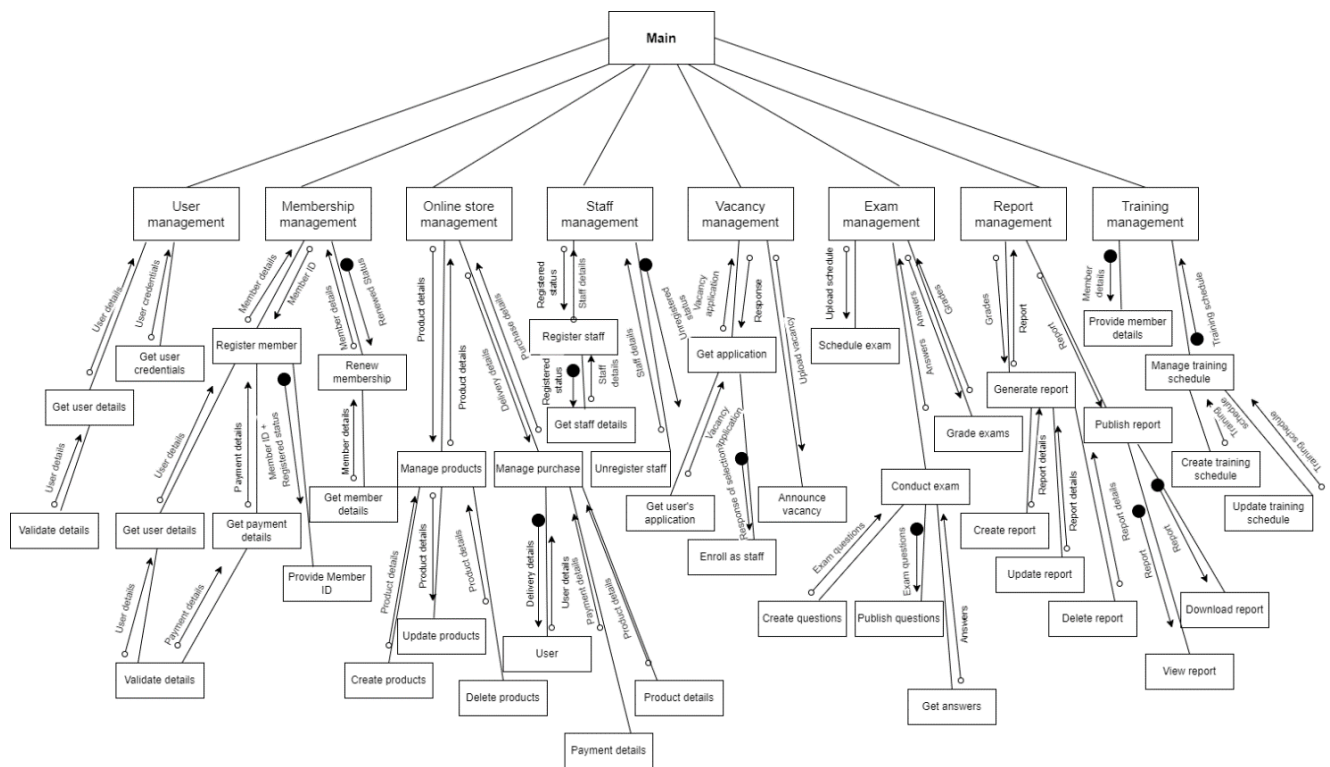 Main
User
management
Membership
management
Online store
management
Staff
management
Vacancy
management
Exam
management
Report
management
Training
management
User details
User credentials
Member details
Member ID
Member details
Renewed Status
Product details
Product details
Delivery details
Purchase details
Registered
status
Staff details
Staff details
Unregistered
status
Vacancy
application
Response
Upload vacancy
Upload schedule
Answers
Answers
Grades
Grades
Report
Report
Member
details
Training schedule
Get user
credentials
Register member
Renew
membership
Register staff
Get application
Schedule exam
Provide member
details
Manage training
schedule
Get user details
Registered
status
Staff
details
Get staff details
Generate report
Publish report
Grade exams
User details
User details
Payment details
Member ID +
Registered status
Member details
Manage products
Manage purchase
Unregister staff
Vacancy
application
Response of selection
Conduct exam
Report details
Report details
Report details
Report
Report
Training
schedule
Training schedule
Create training
schedule
Update training
schedule
Validate details
Get user details
Get payment
details
Get member
details
Get user's
application
Announce
vacancy
Enroll as staff
Create report
Update report
Delete report
Download report
View report
Provide Member
ID
User details
Payment details
Validate details
Product details
Product details
Product details
Create products
Update products
Delete products
Delivery details
User details
Payment details
Product details
User
Payment details
Product details
Exam questions
Exam questions
Answers
Create questions
Publish questions
Get answers